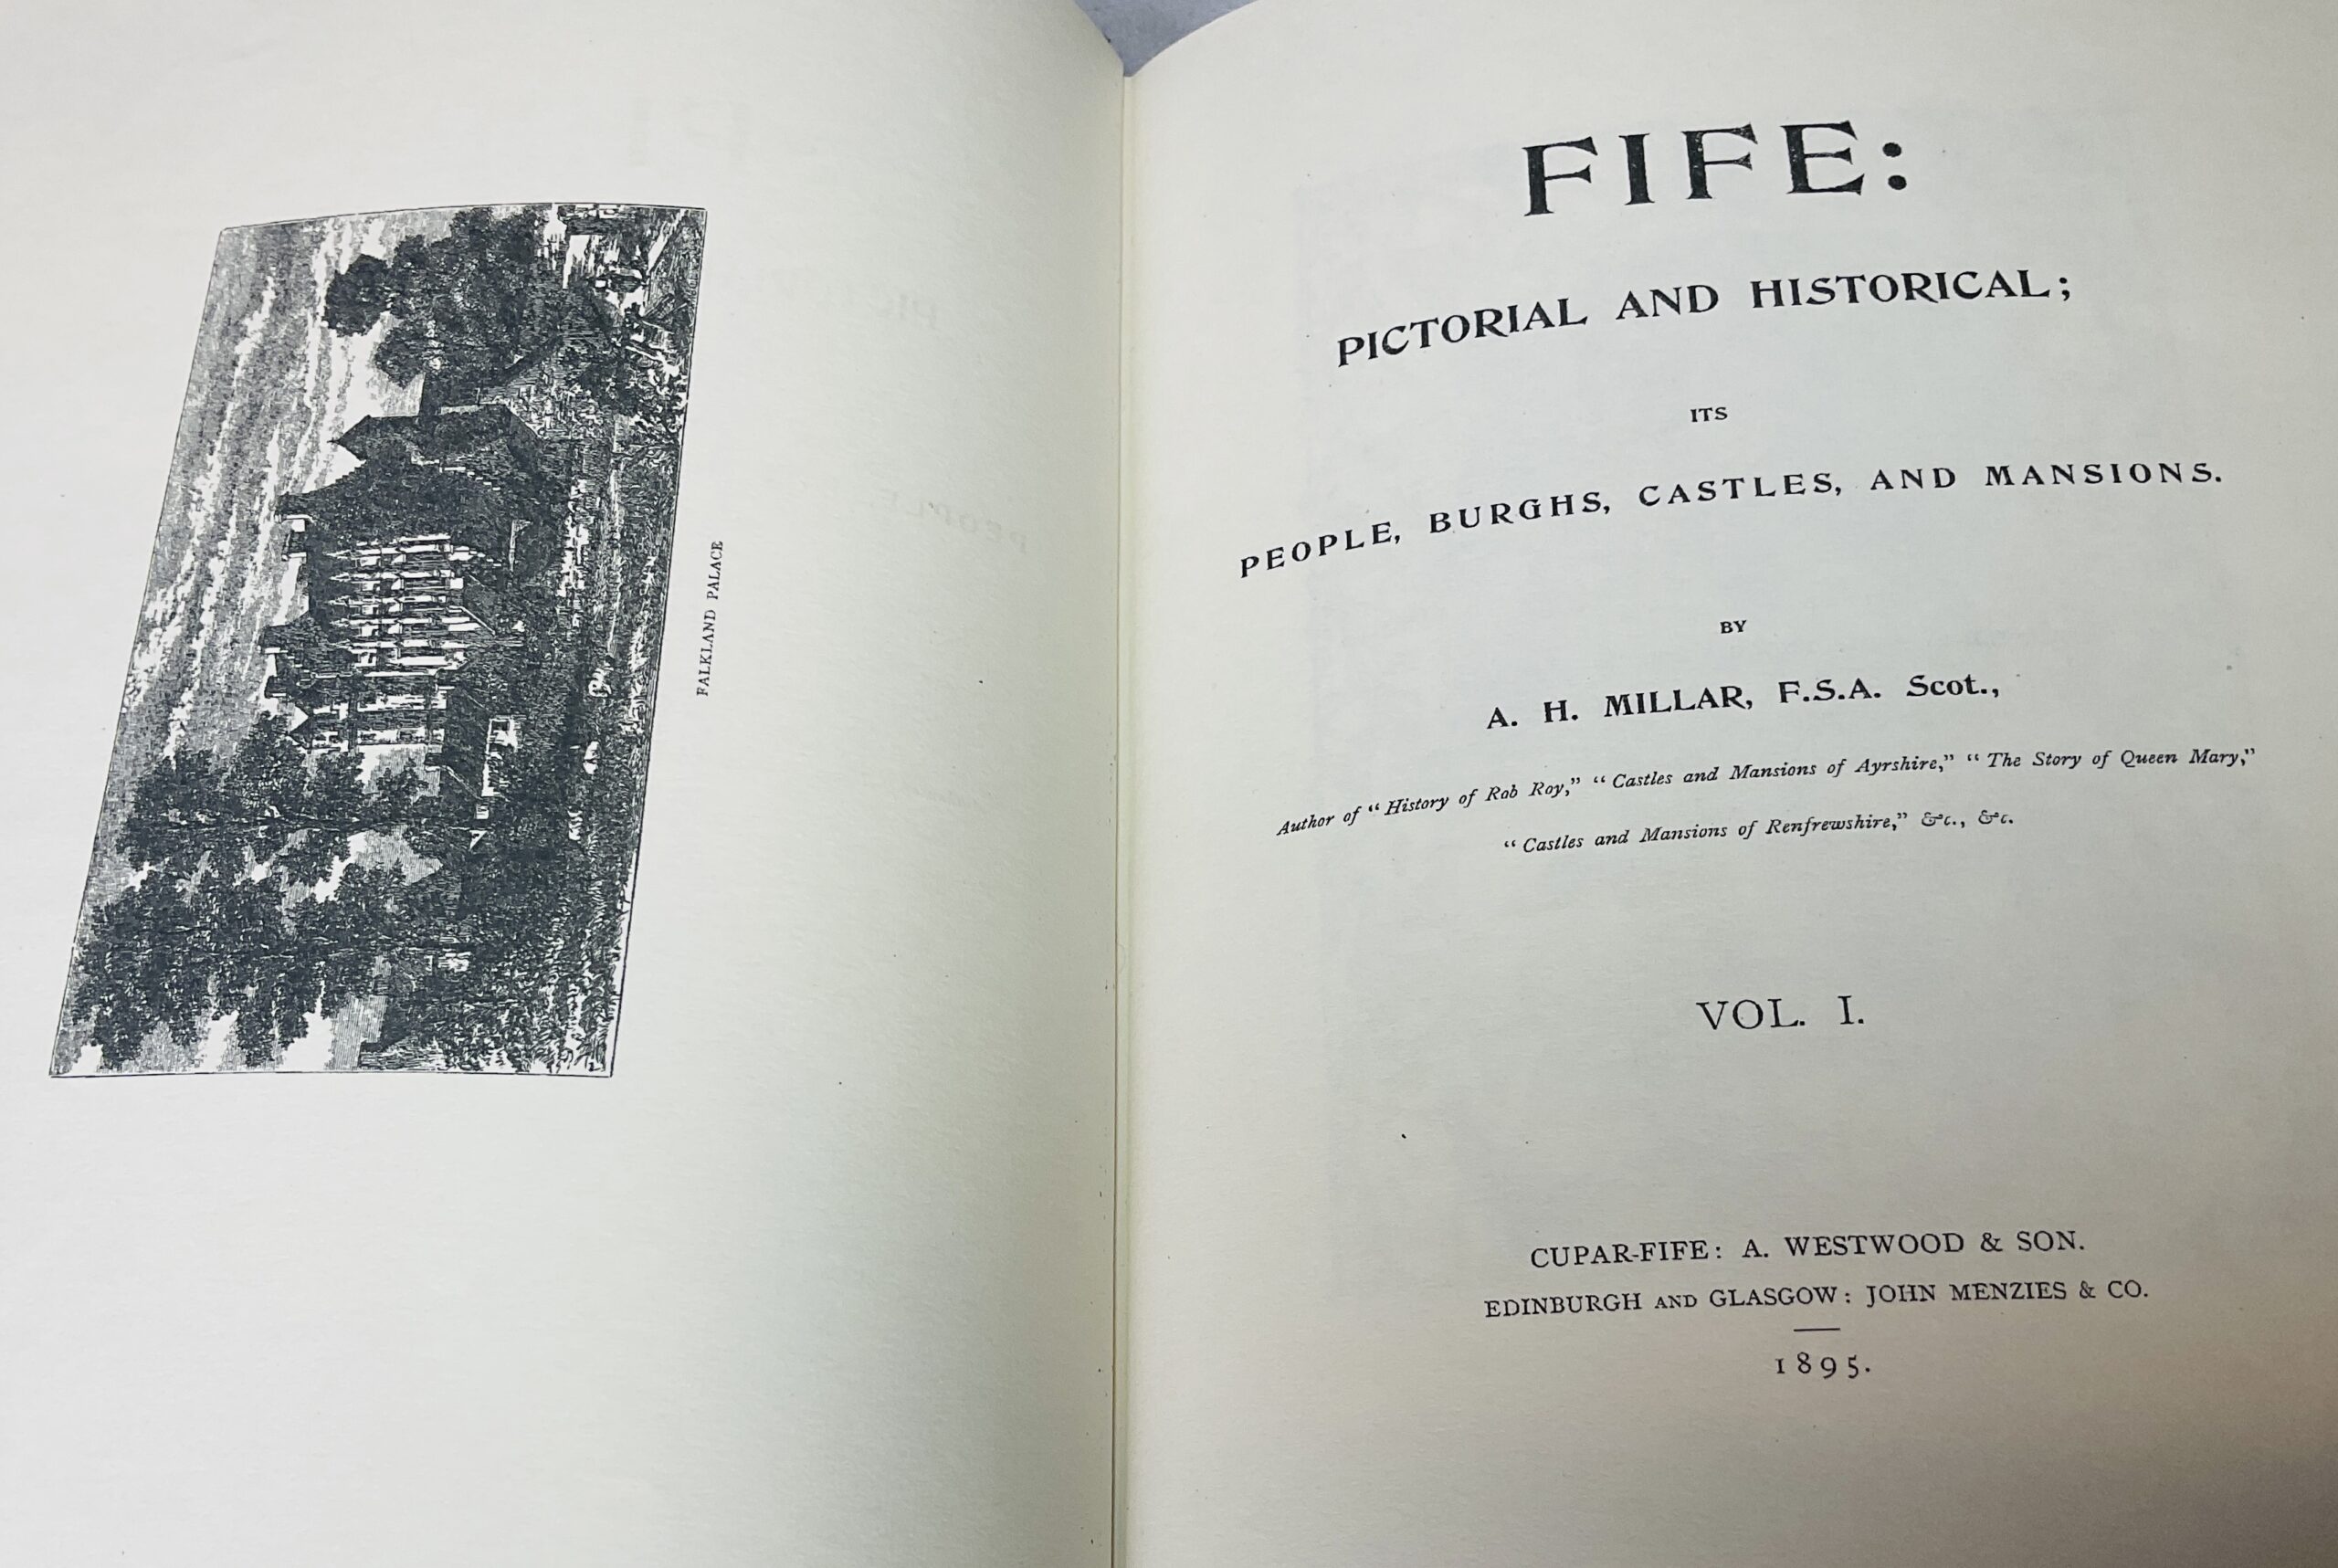 FALKLAND PALACE
FIFE:
PICTORIAL AND HISTORICAL;
ITS
PEOPLE, BURGHS, CASTLES, AND MANSIONS.
BY
A. H. MILLAR, F.S.A. Scot.,
Author of “History of Rob Roy,” “Castles and Mansions of Ayrshire,” “The Story of Queen Mary,”
“Castles and Mansions of Renfrewshire,” &c., &c.
VOL. I.
CUPAR-FIFE: A. WESTWOOD & SON.
EDINBURGH AND GLASGOW: JOHN MENZIES & CO.
1895.